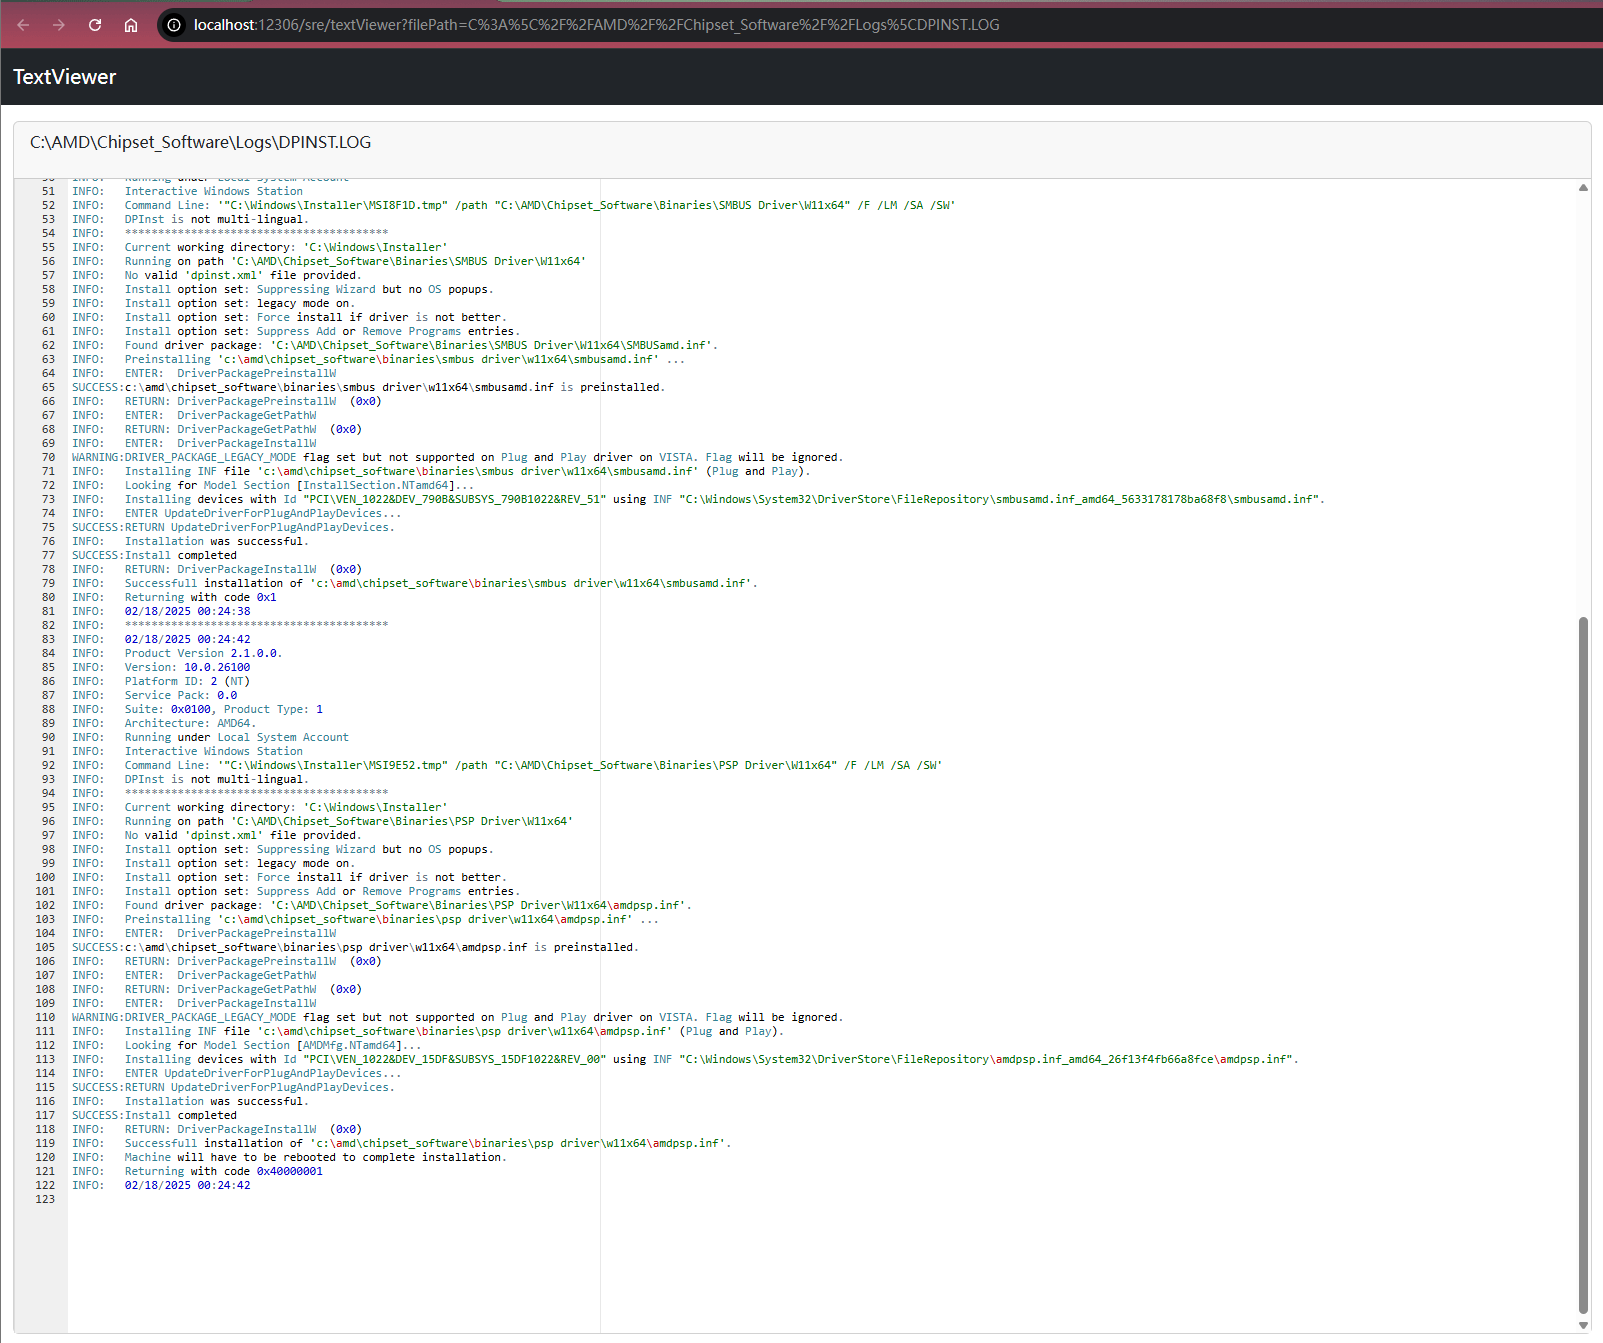 localhost:12306/sre/textViewer?filePath=C%3A%5C%2F%2FAMD%2F%2FChipset_Software%2F%2FLogs%5CDPINST.LOG
TextViewer
C:\AMD\Chipset_Software\Logs\DPINST.LOG
50 INFO: Running under Local System Account
51 INFO: Interactive Windows Station
52 INFO: Command Line: '"C:\Windows\Installer\MSI8F1D.tmp" /path "C:\AMD\Chipset_Software\Binaries\SMBUS Driver\W11x64" /F /LM /SA /SW'
53 INFO: DPInst is not multi-lingual.
54 INFO: ****************************************
55 INFO: Current working directory: 'C:\Windows\Installer'
56 INFO: Running on path 'C:\AMD\Chipset_Software\Binaries\SMBUS Driver\W11x64'
57 INFO: No valid 'dpinst.xml' file provided.
58 INFO: Install option set: Suppressing Wizard but no OS popups.
59 INFO: Install option set: legacy mode on.
60 INFO: Install option set: Force install if driver is not better.
61 INFO: Install option set: Suppress Add or Remove Programs entries.
62 INFO: Found driver package: 'C:\AMD\Chipset_Software\Binaries\SMBUS Driver\W11x64\SMBUSamd.inf'.
63 INFO: Preinstalling 'c:\amd\chipset_software\binaries\smbus driver\w11x64\smbusamd.inf' ...
64 INFO: ENTER: DriverPackagePreinstallW
65 SUCCESS:c:\amd\chipset_software\binaries\smbus driver\w11x64\smbusamd.inf is preinstalled.
66 INFO: RETURN: DriverPackagePreinstallW (0x0)
67 INFO: ENTER: DriverPackageGetPathW
68 INFO: RETURN: DriverPackageGetPathW (0x0)
69 INFO: ENTER: DriverPackageInstallW
70 WARNING:DRIVER_PACKAGE_LEGACY_MODE flag set but not supported on Plug and Play driver on VISTA. Flag will be ignored.
71 INFO: Installing INF file 'c:\amd\chipset_software\binaries\smbus driver\w11x64\smbusamd.inf' (Plug and Play).
72 INFO: Looking for Model Section [InstallSection.NTamd64]...
73 INFO: Installing devices with Id "PCI\VEN_1022&DEV_790B&SUBSYS_790B1022&REV_51" using INF "C:\Windows\System32\DriverStore\FileRepository\smbusamd.inf_amd64_5633178178ba68f8\smbusamd.inf".
74 INFO: ENTER UpdateDriverForPlugAndPlayDevices...
75 SUCCESS:RETURN UpdateDriverForPlugAndPlayDevices.
76 INFO: Installation was successful.
77 SUCCESS:Install completed
78 INFO: RETURN: DriverPackageInstallW (0x0)
79 INFO: Successfull installation of 'c:\amd\chipset_software\binaries\smbus driver\w11x64\smbusamd.inf'.
80 INFO: Returning with code 0x1
81 INFO: 02/18/2025 00:24:38
82 INFO: ****************************************
83 INFO: 02/18/2025 00:24:42
84 INFO: Product Version 2.1.0.0.
85 INFO: Version: 10.0.26100
86 INFO: Platform ID: 2 (NT)
87 INFO: Service Pack: 0.0
88 INFO: Suite: 0x0100, Product Type: 1
89 INFO: Architecture: AMD64.
90 INFO: Running under Local System Account
91 INFO: Interactive Windows Station
92 INFO: Command Line: '"C:\Windows\Installer\MSI9E52.tmp" /path "C:\AMD\Chipset_Software\Binaries\PSP Driver\W11x64" /F /LM /SA /SW'
93 INFO: DPInst is not multi-lingual.
94 INFO: ****************************************
95 INFO: Current working directory: 'C:\Windows\Installer'
96 INFO: Running on path 'C:\AMD\Chipset_Software\Binaries\PSP Driver\W11x64'
97 INFO: No valid 'dpinst.xml' file provided.
98 INFO: Install option set: Suppressing Wizard but no OS popups.
99 INFO: Install option set: legacy mode on.
100 INFO: Install option set: Force install if driver is not better.
101 INFO: Install option set: Suppress Add or Remove Programs entries.
102 INFO: Found driver package: 'C:\AMD\Chipset_Software\Binaries\PSP Driver\W11x64\amdpsp.inf'.
103 INFO: Preinstalling 'c:\amd\chipset_software\binaries\psp driver\w11x64\amdpsp.inf' ...
104 INFO: ENTER: DriverPackagePreinstallW
105 SUCCESS:c:\amd\chipset_software\binaries\psp driver\w11x64\amdpsp.inf is preinstalled.
106 INFO: RETURN: DriverPackagePreinstallW (0x0)
107 INFO: ENTER: DriverPackageGetPathW
108 INFO: RETURN: DriverPackageGetPathW (0x0)
109 INFO: ENTER: DriverPackageInstallW
110 WARNING:DRIVER_PACKAGE_LEGACY_MODE flag set but not supported on Plug and Play driver on VISTA. Flag will be ignored.
111 INFO: Installing INF file 'c:\amd\chipset_software\binaries\psp driver\w11x64\amdpsp.inf' (Plug and Play).
112 INFO: Looking for Model Section [AMDMfg.NTamd64]...
113 INFO: Installing devices with Id "PCI\VEN_1022&DEV_15DF&SUBSYS_15DF1022&REV_00" using INF "C:\Windows\System32\DriverStore\FileRepository\amdpsp.inf_amd64_26f13f4fb66a8fce\amdpsp.inf".
114 INFO: ENTER UpdateDriverForPlugAndPlayDevices...
115 SUCCESS:RETURN UpdateDriverForPlugAndPlayDevices.
116 INFO: Installation was successful.
117 SUCCESS:Install completed
118 INFO: RETURN: DriverPackageInstallW (0x0)
119 INFO: Successfull installation of 'c:\amd\chipset_software\binaries\psp driver\w11x64\amdpsp.inf'.
120 INFO: Machine will have to be rebooted to complete installation.
121 INFO: Returning with code 0x40000001
122 INFO: 02/18/2025 00:24:42
123